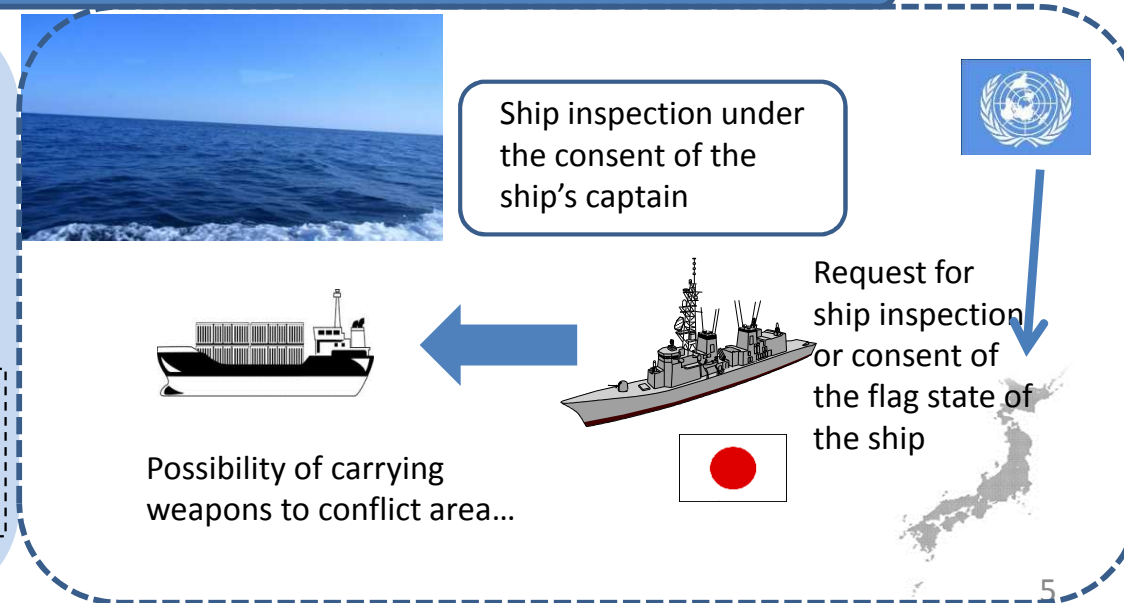 Ship inspection under
the consent of the
ship’s captain
Request for
ship inspection
or consent of
the flag state of
the ship
Possibility of carrying
weapons to conflict area…
5